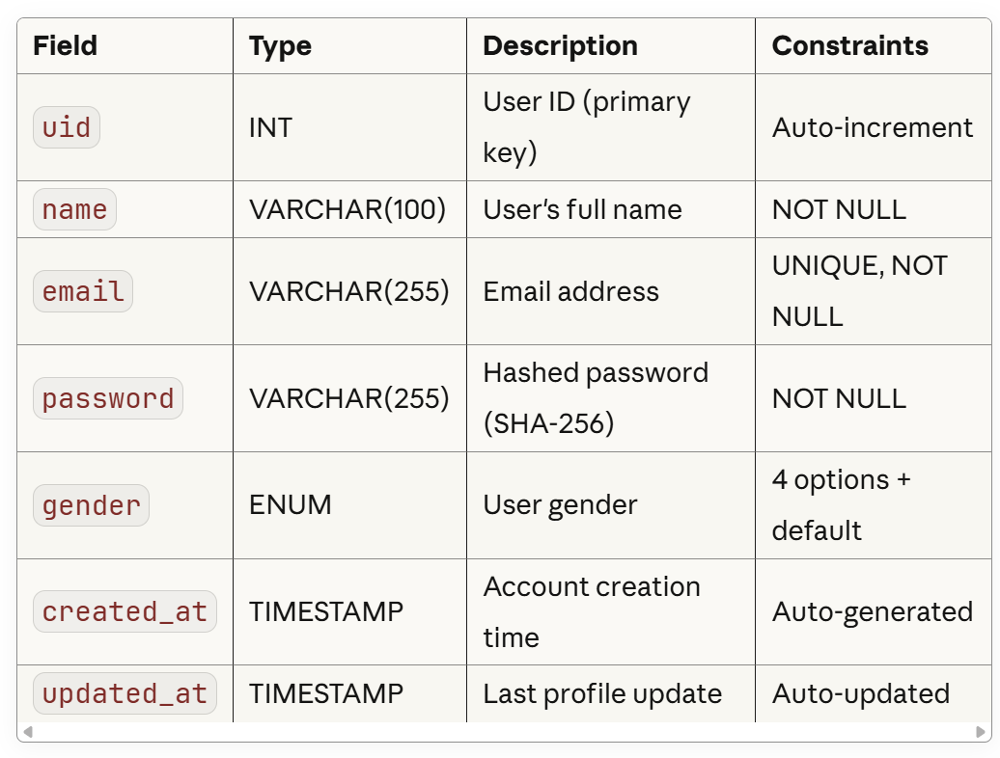 Field Type Description Constraints
uid INT User ID (primary key) Auto-increment
name VARCHAR(100) User's full name NOT NULL
email VARCHAR(255) Email address UNIQUE, NOT NULL
password VARCHAR(255) Hashed password (SHA-256) NOT NULL
gender ENUM User gender 4 options + default
created_at TIMESTAMP Account creation time Auto-generated
updated_at TIMESTAMP Last profile update Auto-updated